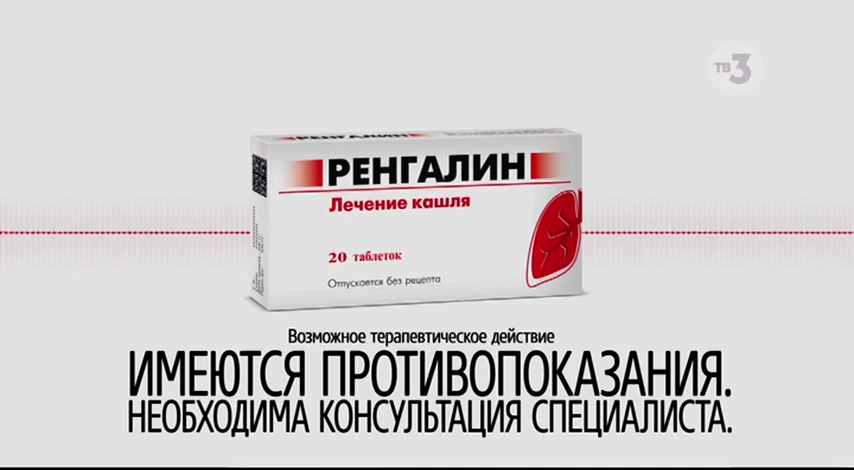 ТВ3
РЕНГАЛИН
Лечение кашля
20 таблеток
Отпускается без рецепта
Возможное терапевтическое действие
ИМЕЮТСЯ ПРОТИВОПОКАЗАНИЯ.
НЕОБХОДИМА КОНСУЛЬТАЦИЯ СПЕЦИАЛИСТА.